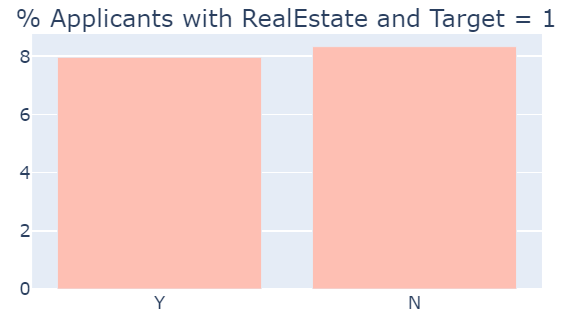 % Applicants with RealEstate and Target = 1
8
6
4
2
0
Y N